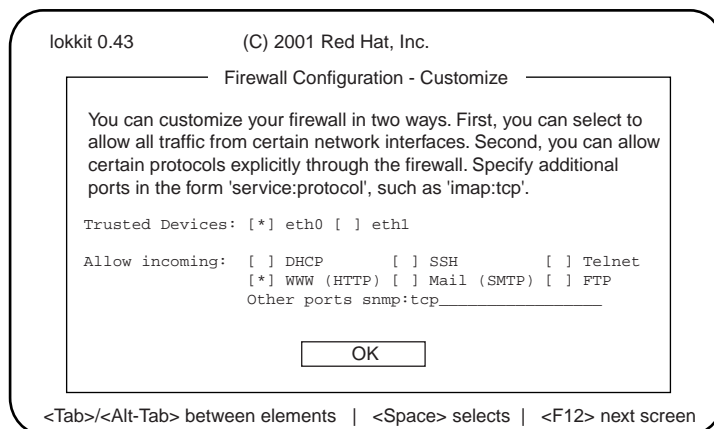 lokkit 0.43 (C) 2001 Red Hat, Inc.
Firewall Configuration - Customize
You can customize your firewall in two ways. First, you can select to
allow all traffic from certain network interfaces. Second, you can allow
certain protocols explicitly through the firewall. Specify additional
ports in the form 'service:protocol', such as 'imap:tcp'.
Trusted Devices: [*] eth0 [ ] eth1
Allow incoming: [ ] DHCP [ ] SSH [ ] Telnet
[*] WWW (HTTP) [ ] Mail (SMTP) [ ] FTP
Other ports snmp:tcp__________________
OK
<Tab>/<Alt-Tab> between elements | <Space> selects | <F12> next screen